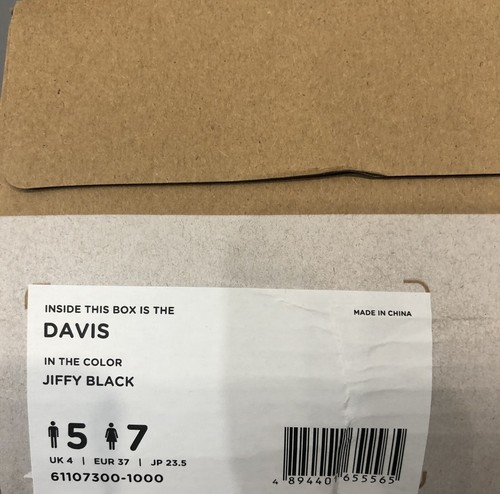 INSIDE THIS BOX IS THE
MADE IN CHINA
DAVIS
IN THE COLOR
JIFFY BLACK
5 7
UK 4 | EUR 37 | JP 23.5
61107300-1000
4 894401 655565